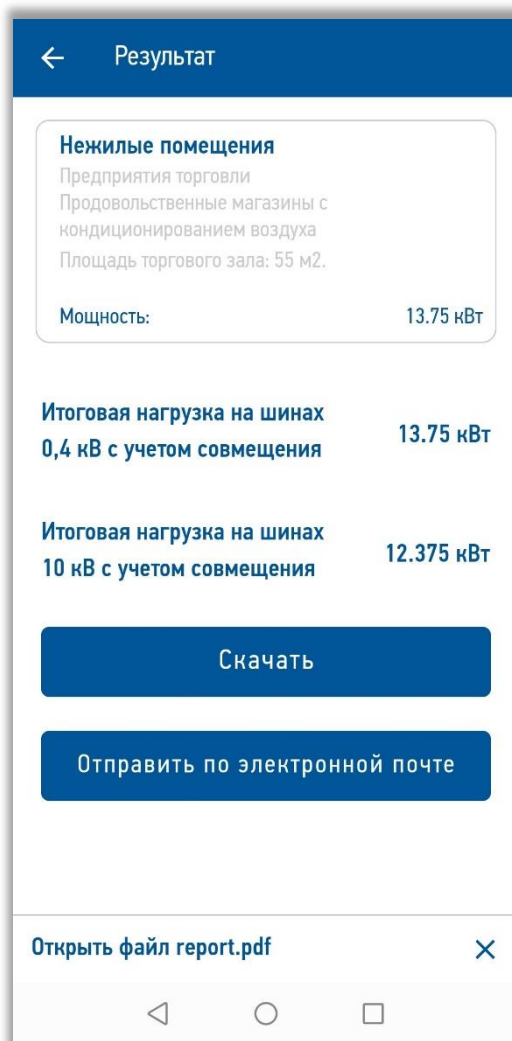 Результат
Нежилые помещения
Предприятия торговли
Продовольственные магазины с
кондиционированием воздуха
Площадь торгового зала: 55 м2.
Мощность: 13.75 кВт
Итоговая нагрузка на шинах
0,4 кВ с учетом совмещения 13.75 кВт
Итоговая нагрузка на шинах
10 кВ с учетом совмещения 12.375 кВт
Скачать
Отправить по электронной почте
Открыть файл report.pdf